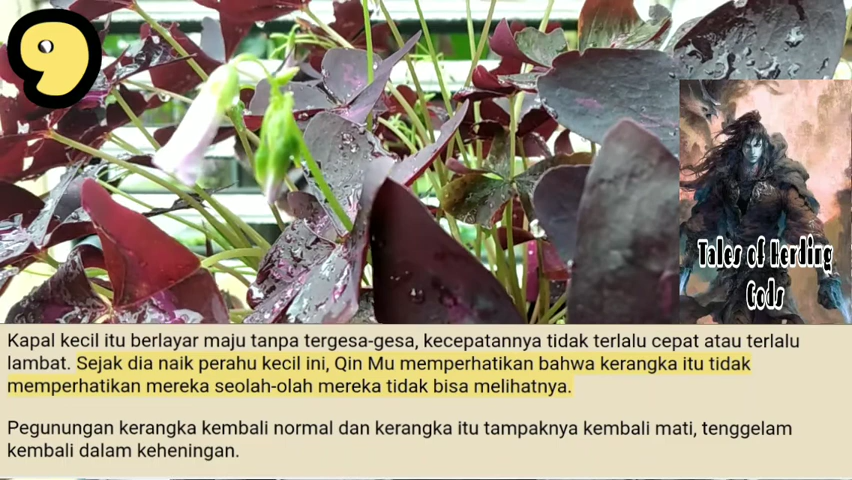 9
Tales of Herding
Gods
Kapal kecil itu berlayar maju tanpa tergesa-gesa, kecepatannya tidak terlalu cepat atau terlalu
lambat. Sejak dia naik perahu kecil ini, Qin Mu memperhatikan bahwa kerangka itu tidak
memperhatikan mereka seolah-olah mereka tidak bisa melihatnya.
Pegunungan kerangka kembali normal dan kerangka itu tampaknya kembali mati, tenggelam
kembali dalam keheningan.